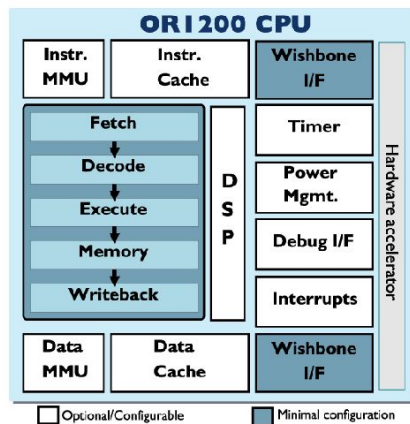 OR1200 CPU
Instr.
MMU
Instr.
Cache
Wishbone
I/F
Fetch
Decode
Execute
Memory
Writeback
D
S
P
Timer
Power
Mgmt.
Debug I/F
Interrupts
Hardware accelerator
Data
MMU
Data
Cache
Wishbone
I/F
Optional/Configurable
Minimal configuration